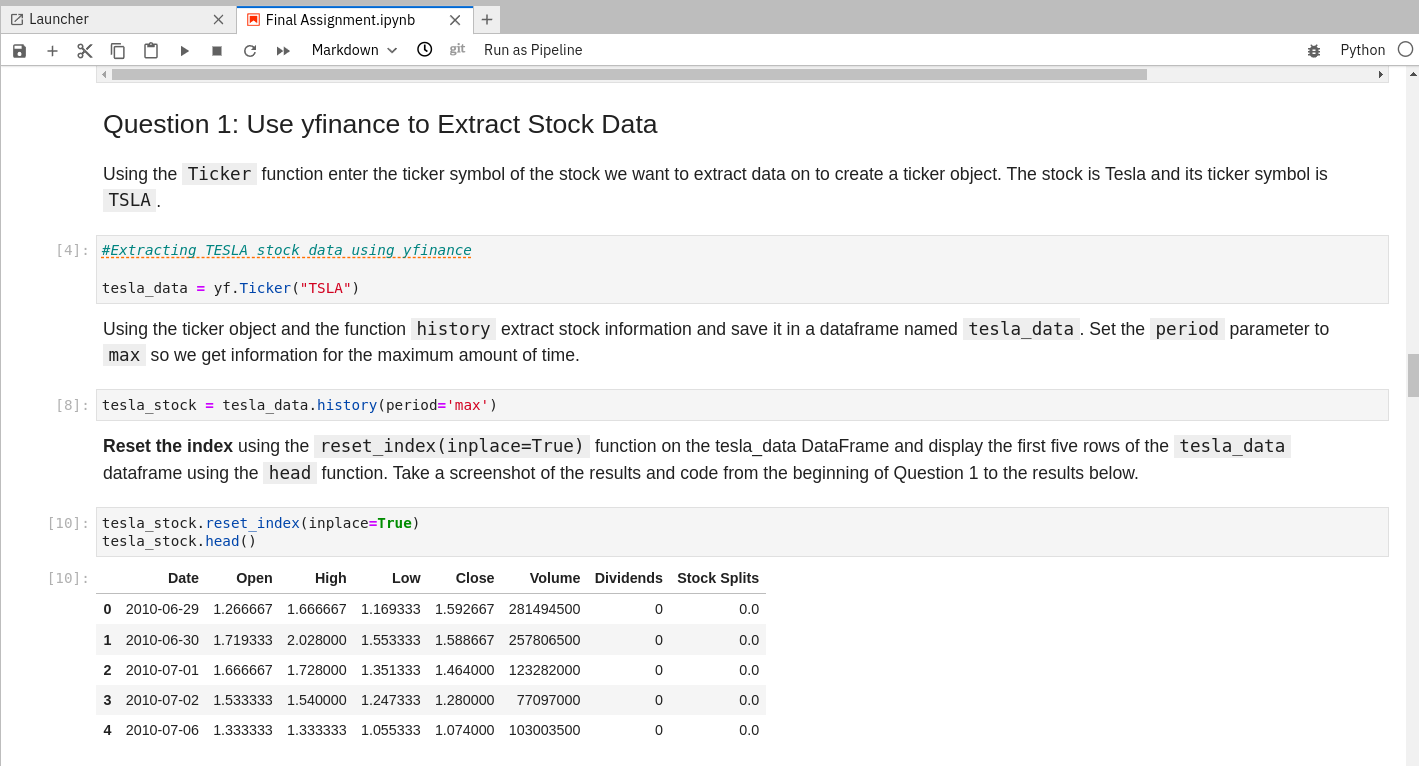 Launcher
Final Assignment.ipynb
Markdown
git
Run as Pipeline
Python
Question 1: Use yfinance to Extract Stock Data
Using the Ticker function enter the ticker symbol of the stock we want to extract data on to create a ticker object. The stock is Tesla and its ticker symbol is
TSLA .
[4]:
#Extracting TESLA stock data using yfinance
tesla_data = yf.Ticker("TSLA")
Using the ticker object and the function history extract stock information and save it in a dataframe named tesla_data . Set the period parameter to
max so we get information for the maximum amount of time.
[8]:
tesla_stock = tesla_data.history(period='max')
Reset the index using the reset_index(inplace=True) function on the tesla_data DataFrame and display the first five rows of the tesla_data
dataframe using the head function. Take a screenshot of the results and code from the beginning of Question 1 to the results below.
[10]:
tesla_stock.reset_index(inplace=True)
tesla_stock.head()
[10]:
Date Open High Low Close Volume Dividends Stock Splits
0 2010-06-29 1.266667 1.666667 1.169333 1.592667 281494500 0 0.0
1 2010-06-30 1.719333 2.028000 1.553333 1.588667 257806500 0 0.0
2 2010-07-01 1.666667 1.728000 1.351333 1.464000 123282000 0 0.0
3 2010-07-02 1.533333 1.540000 1.247333 1.280000 77097000 0 0.0
4 2010-07-06 1.333333 1.333333 1.055333 1.074000 103003500 0 0.0